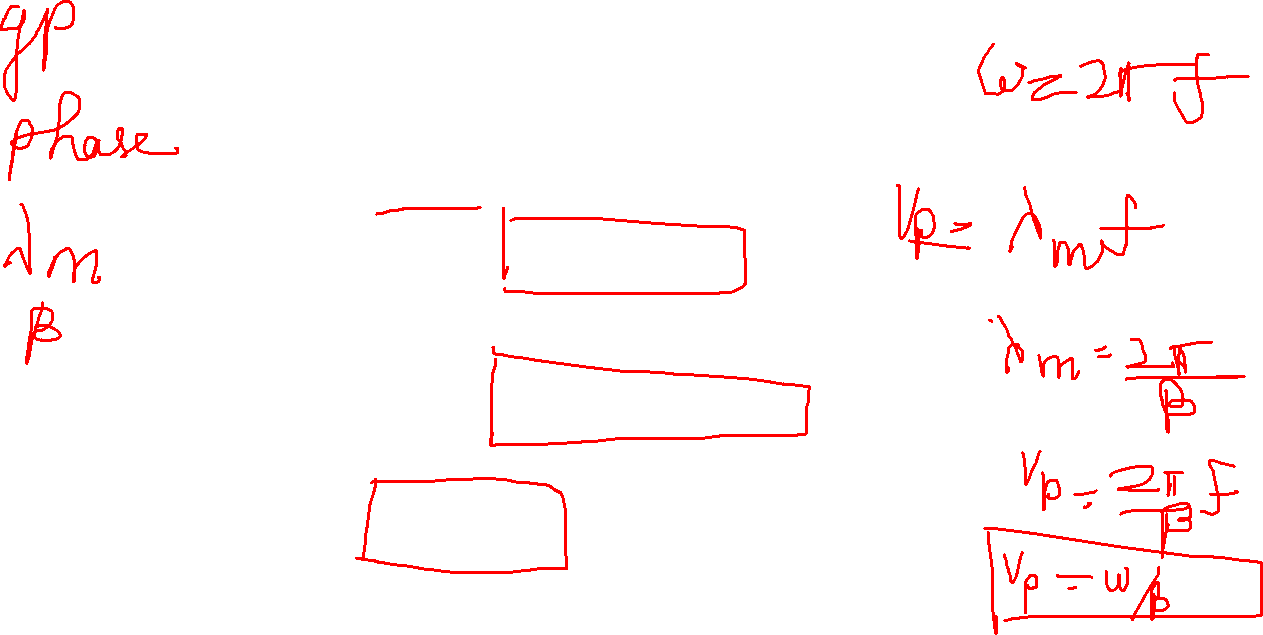 gp
phase
λm
β
ω = 2π f
Vp = λm f
λm = 2π/β
Vp = 2π/β f
Vp = ω/β